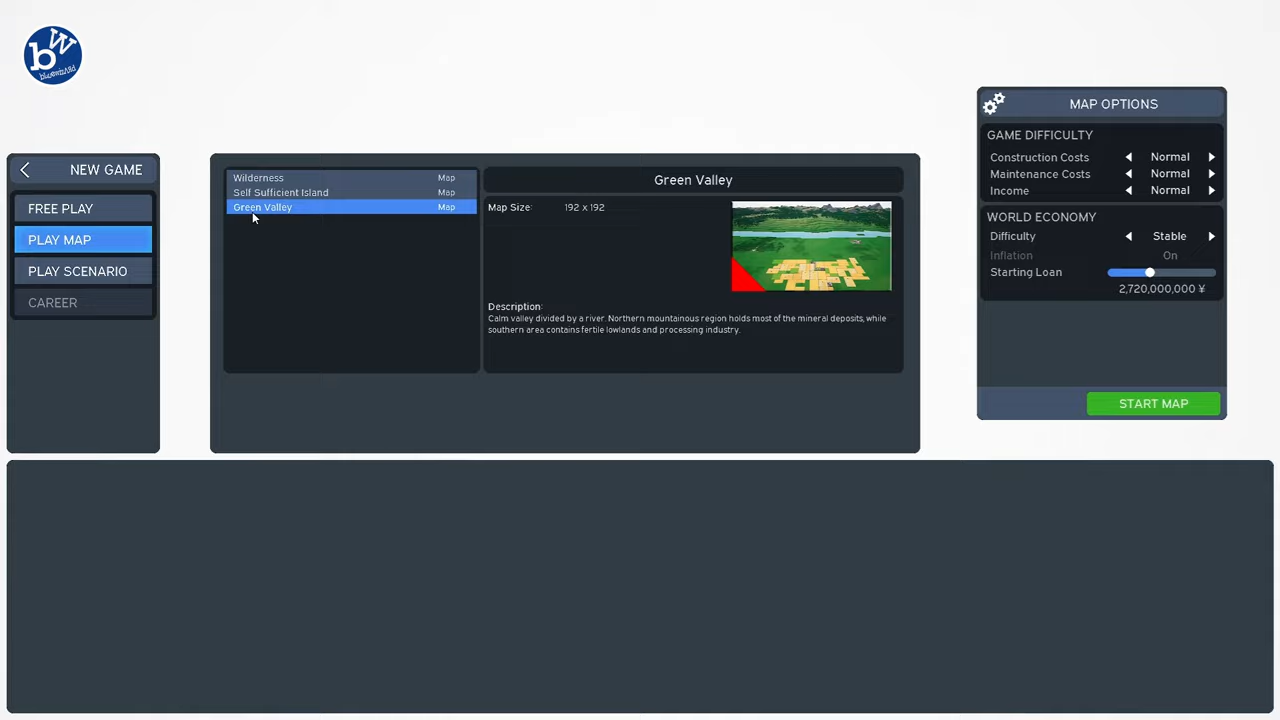 bW
bluewizARd
MAP OPTIONS
GAME DIFFICULTY
Construction Costs Normal
Maintenance Costs Normal
Income Normal
WORLD ECONOMY
Difficulty Stable
Inflation On
Starting Loan
2,720,000,000 ¥
START MAP
NEW GAME
FREE PLAY
PLAY MAP
PLAY SCENARIO
CAREER
Wilderness Map
Self Sufficient Island Map
Green Valley Map
Green Valley
Map Size: 192 x 192
Description:
Calm valley divided by a river. Northern mountainous region holds most of the mineral deposits, while
southern area contains fertile lowlands and processing industry.